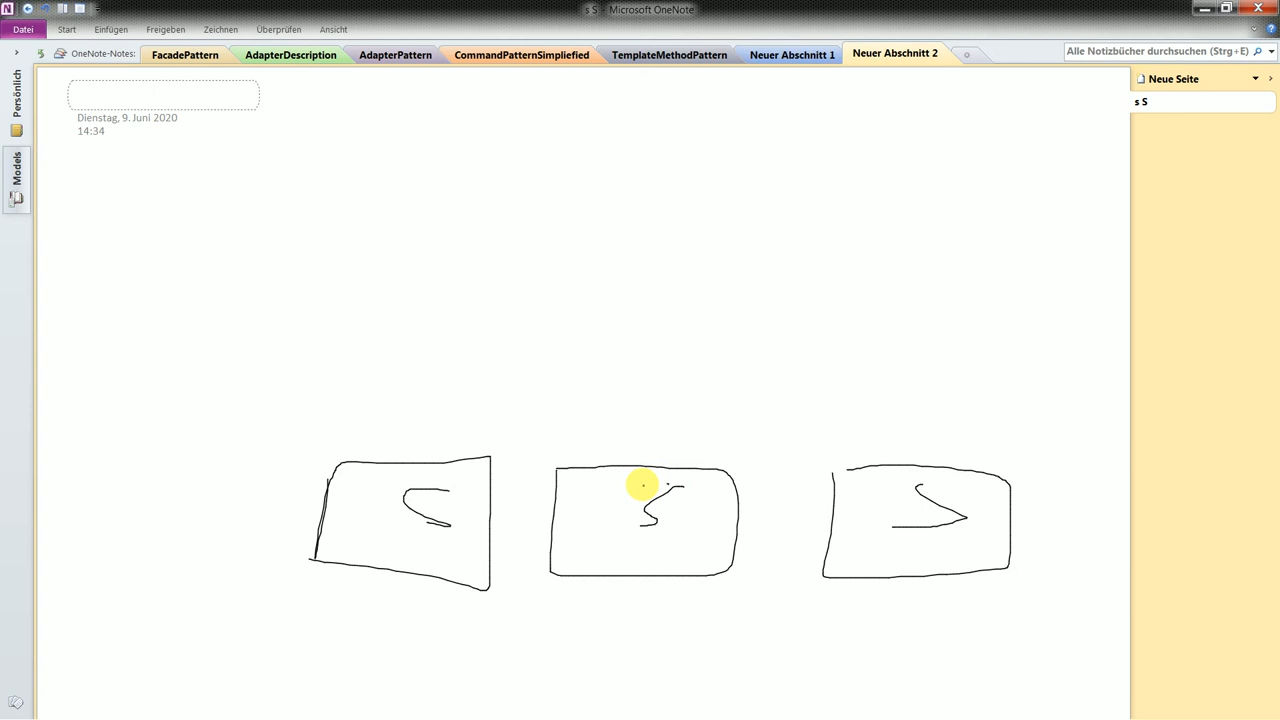 s S - Microsoft OneNote
Datei Start Einfügen Freigeben Zeichnen Überprüfen Ansicht
OneNote-Notes: FacadePattern AdapterDescription AdapterPattern CommandPatternSimpliefied TemplateMethodPattern Neuer Abschnitt 1 Neuer Abschnitt 2 Alle Notizbücher durchsuchen (Strg+E)
Persönlich
Models
Neue Seite
s S
Dienstag, 9. Juni 2020
14:34